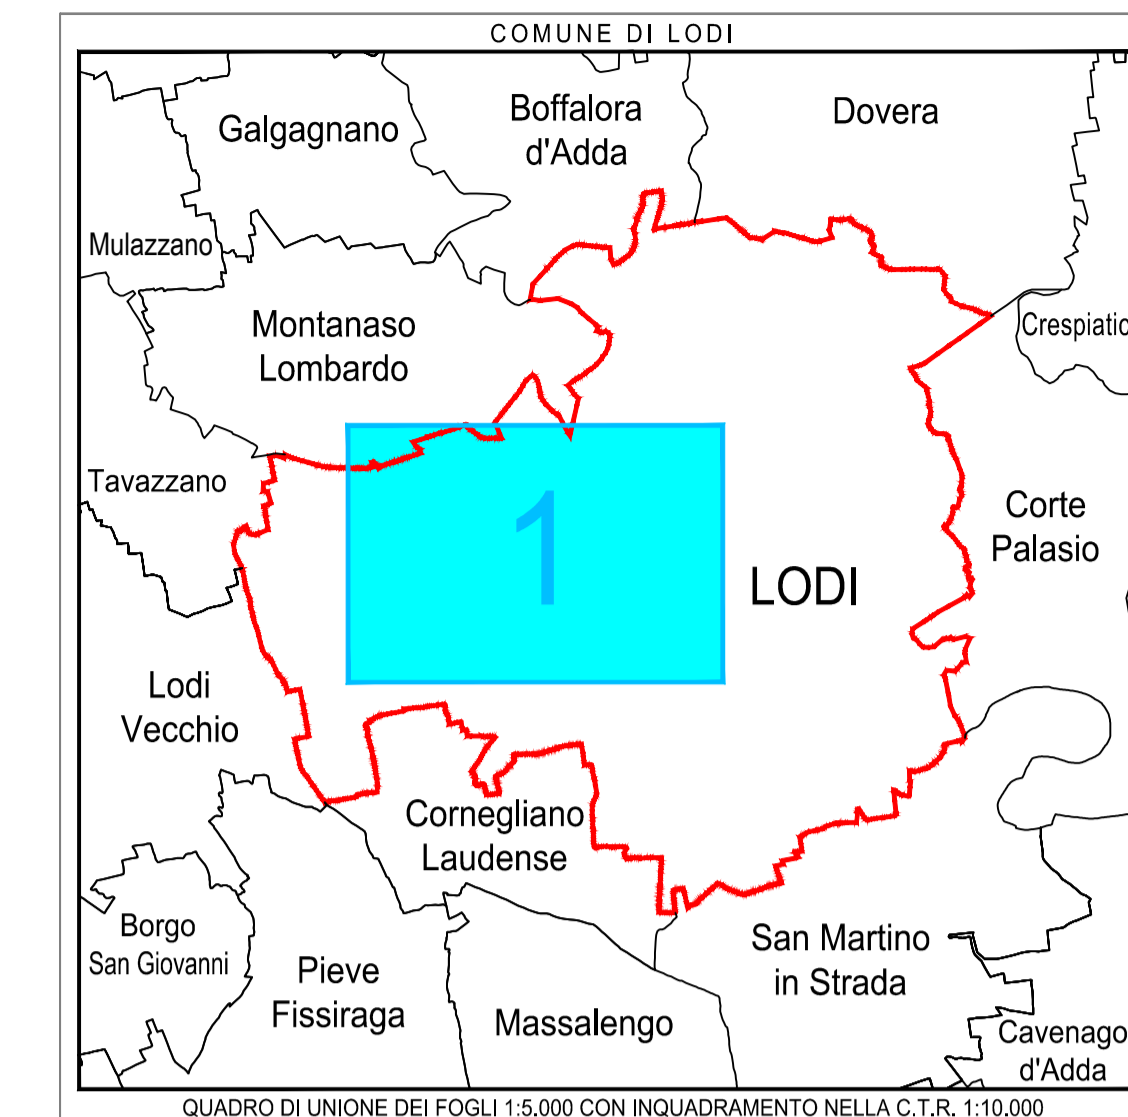 COMUNE DI LODI
Galgagnano
Boffalora
d'Adda
Dovera
Mulazzano
Montanaso
Lombardo
Crespiatic
Tavazzano
1
LODI
Corte
Palasio
Lodi
Vecchio
Cornegliano
Laudense
Borgo
San Giovanni
Pieve
Fissiraga
Massalengo
San Martino
in Strada
Cavenago
d'Adda
QUADRO DI UNIONE DEI FOGLI 1:5.000 CON INQUADRAMENTO NELLA C.T.R. 1:10.000